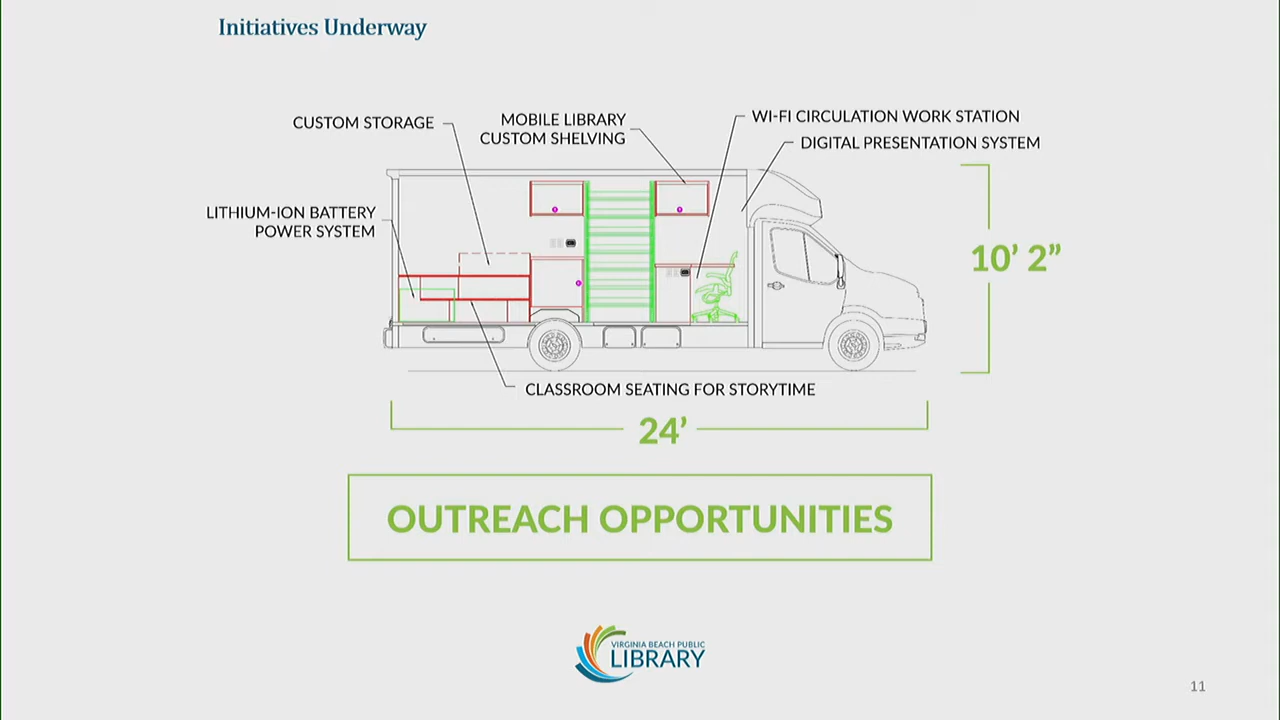 Initiatives Underway
CUSTOM STORAGE
MOBILE LIBRARY
CUSTOM SHELVING
WI-FI CIRCULATION WORK STATION
DIGITAL PRESENTATION SYSTEM
LITHIUM-ION BATTERY
POWER SYSTEM
10’ 2”
CLASSROOM SEATING FOR STORYTIME
24’
OUTREACH OPPORTUNITIES
VIRGINIA BEACH PUBLIC
LIBRARY
11